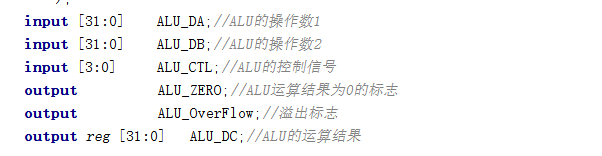 );
input [31:0] ALU_DA;//ALU的操作数1
input [31:0] ALU_DB;//ALU的操作数2
input [3:0] ALU_CTL;//ALU的控制信号
output ALU_ZERO;//ALU运算结果为0的标志
output ALU_OverFlow;//溢出标志
output reg [31:0] ALU_DC;//ALU的运算结果